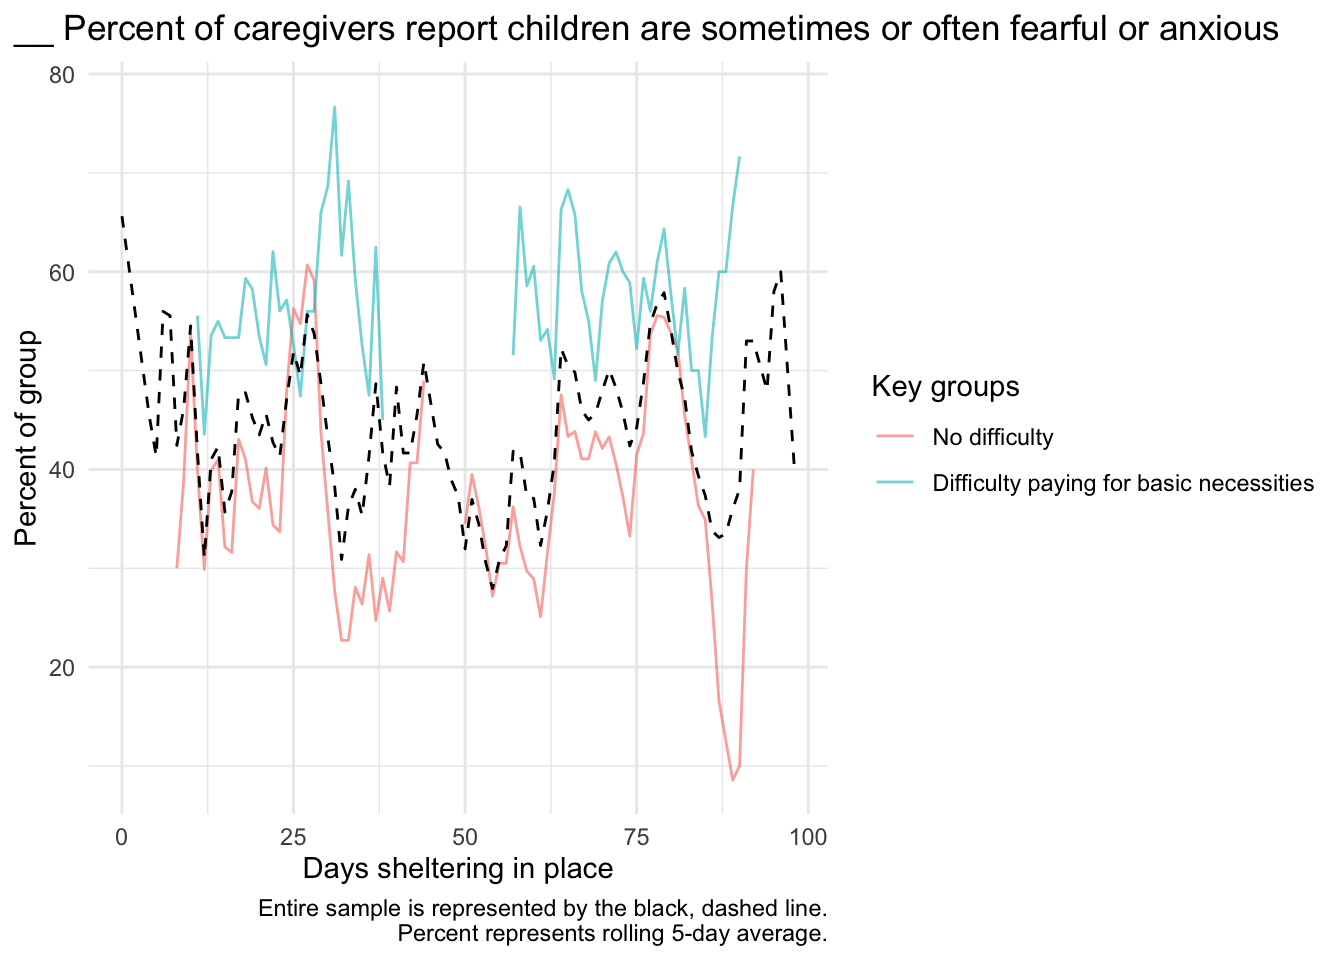 __ Percent of caregivers report children are sometimes or often fearful or anxious
80
60
40
20
Percent of group
0 25 50 75 100
Days sheltering in place
Key groups
No difficulty
Difficulty paying for basic necessities
Entire sample is represented by the black, dashed line.
Percent represents rolling 5-day average.